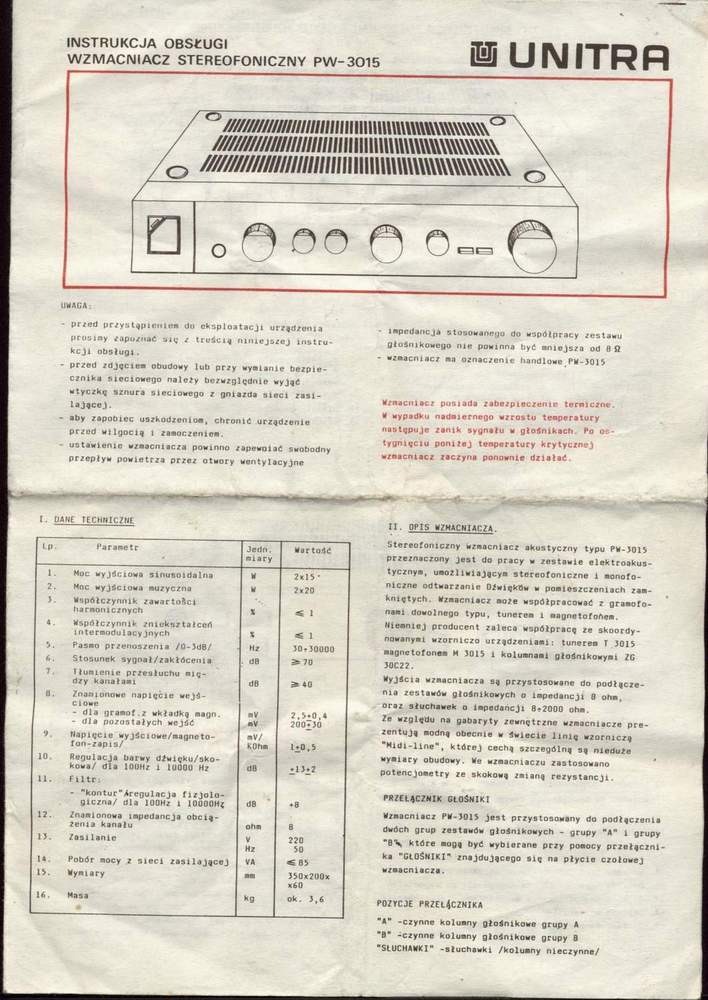 INSTRUKCJA OBSŁUGI
WZMACNIACZ STEREOFONICZNY PW-3015
UNITRA
UWAGA:
- przed przystąpieniem do eksploatacji urządzenia
prosimy zapoznać się z treścią niniejszej instru-
kcji obsługi.
- przed zdjęciem obudowy lub przy wymianie bezpie-
cznika sieciowego należy bezwzględnie wyjąć
wtyczkę sznura sieciowego z gniazda sieci zasi-
lającej.
- aby zapobiec uszkodzeniom, chronić urządzenie
przed wilgocią i zamoczeniem.
- ustawienie wzmacniacza powinno zapewniać swobodny
przepływ powietrza przez otwory wentylacyjne
- impedancja stosowanego do współpracy zestawu
głośnikowego nie powinna być mniejsza od 8 Ω
- wzmacniacz ma oznaczenie handlowe PW-3015
Wzmacniacz posiada zabezpieczenie termiczne.
W wypadku nadmiernego wzrostu temperatury
następuje zanik sygnału w głośnikach. Po os-
tygnięciu poniżej temperatury krytycznej
wzmacniacz zaczyna ponownie działać.
I. DANE TECHNICZNE
Lp. Parametr Jedn. miary Wartość
1. Moc wyjściowa sinusoidalna W 2x15
2. Moc wyjściowa muzyczna W 2x20
3. Współczynnik zawartości
harmonicznych % ≤ 1
4. Współczynnik zniekształceń
intermodulacyjnych % ≤ 1
5. Pasmo przenoszenia /0-3dB/ Hz 30÷30000
6. Stosunek sygnał/zakłócenia dB ≥ 70
7. Tłumienie przesłuchu mię-
dzy kanałami dB ≥ 40
8. Znamionowe napięcie wejś-
ciowe
- dla gramof.z wkładką magn. mV 2,5+0,4
- dla pozostałych wejść mV 200±30
9. Napięcie wyjściowe/magneto-
fon-zapis/ mV/ KOhm 1±0,5
10. Regulacja barwy dźwięku/sko-
kowa/ dla 100Hz i 10000 Hz dB ±13±2
11. Filtr:
- "kontur"/regulacja fizjolo-
giczna/ dla 100Hz i 10000Hz dB +8
12. Znamionowa impedancja obcią-
żenia kanału ohm 8
13. Zasilanie V 220
Hz 50
14. Pobór mocy z sieci zasilającej VA ≤ 85
15. Wymiary mm 350x200x
x60
16. Masa kg ok. 3,6
II. OPIS WZMACNIACZA.
Stereofoniczny wzmacniacz akustyczny typu PW-3015
przeznaczony jest do pracy w zestawie elektroakus-
tycznym, umożliwiającym stereofoniczne i monofo-
niczne odtwarzanie Dźwięków w pomieszczeniach zam-
kniętych. Wzmacniacz może współpracować z gramofo-
nami dowolnego typu, tunerem i magnetofonem.
Niemniej producent zaleca współpracę ze skoordy-
nowanymi wzorniczo urządzeniami: tunerem T 3015
magnetofonem M 3015 i kolumnami głośnikowymi ZG
30C22.
Wyjścia wzmacniacza są przystosowane do podłącze-
nia zestawów głośnikowych o impedancji 8 ohm,
oraz słuchawek o impedancji 8÷2000 ohm.
Ze względu na gabaryty zewnętrzne wzmacniacze pre-
zentują modną obecnie w świecie linię wzorniczą
"Midi-line", której cechą szczególną są nieduże
wymiary obudowy. We wzmacniaczu zastosowano
potencjometry ze skokową zmianą rezystancji.
PRZEŁĄCZNIK GŁOŚNIKI
Wzmacniacz PW-3015 jest przystosowany do podłączenia
dwóch grup zestawów głośnikowych - grupy "A" i grupy
"B", które mogą być wybierane przy pomocy przełączni-
ka "GŁOŚNIKI" znajdującego się na płycie czołowej
wzmacniacza.
POZYCJE PRZEŁĄCZNIKA
"A" -czynne kolumny głośnikowe grupy A
"B" -czynne kolumny głośnikowe grupy B
"SŁUCHAWKI" -słuchawki /kolumny nieczynne/